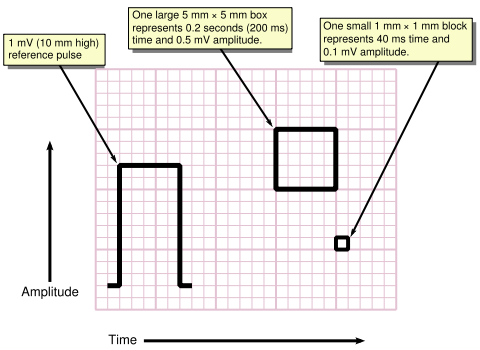 1 mV (10 mm high)
reference pulse
One large 5 mm × 5 mm box
represents 0.2 seconds (200 ms)
time and 0.5 mV amplitude.
One small 1 mm × 1 mm block
represents 40 ms time and
0.1 mV amplitude.
Amplitude
Time